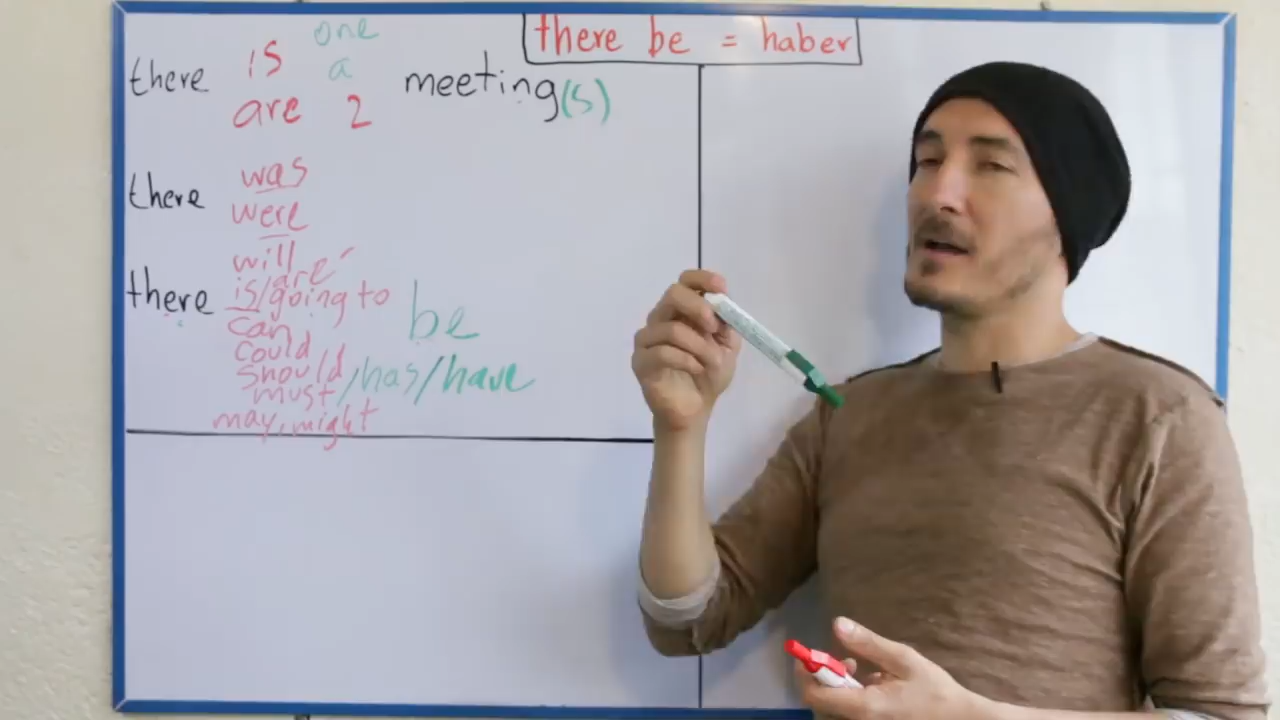 there be = haber
one
there is a meeting(s)
are 2
there was
were
will
there is/are going to be
can
could
should
must /has/have
may, might